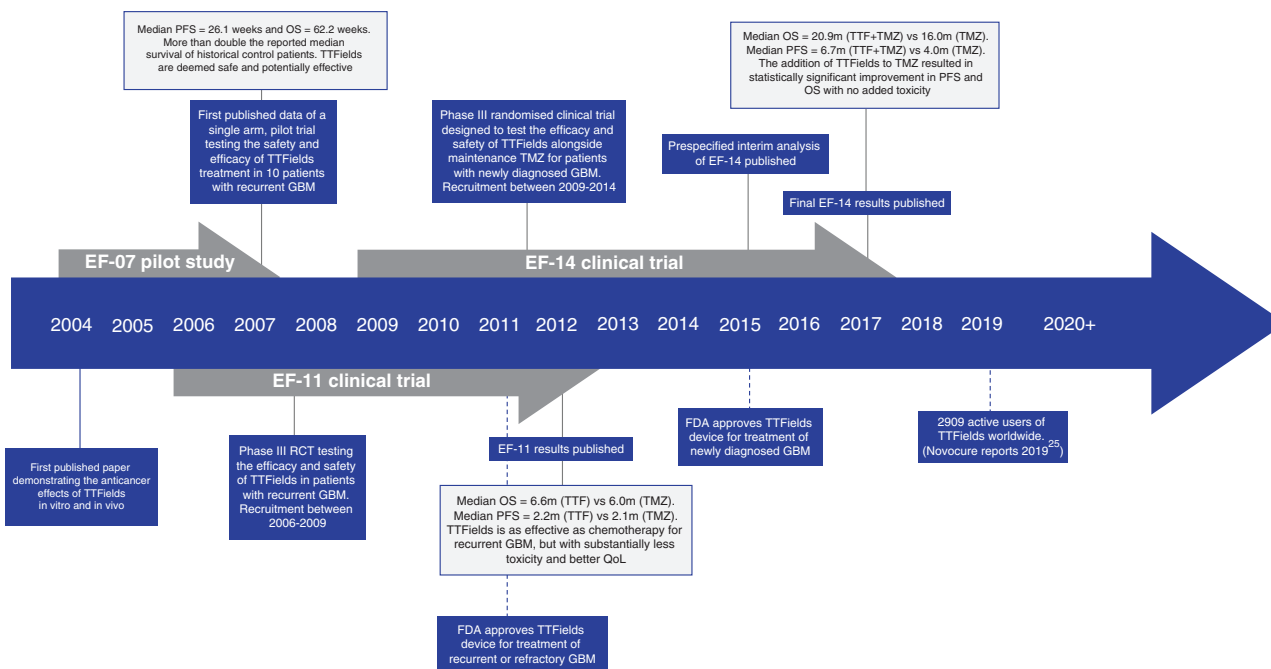 Median PFS = 26.1 weeks and OS = 62.2 weeks.
More than double the reported median
survival of historical control patients. TTFields
are deemed safe and potentially effective
Median OS = 20.9m (TTF+TMZ) vs 16.0m (TMZ).
Median PFS = 6.7m (TTF+TMZ) vs 4.0m (TMZ).
The addition of TTFields to TMZ resulted in
statistically significant improvement in PFS and
OS with no added toxicity
First published data of a
single arm, pilot trial
testing the safety and
efficacy of TTFields
treatment in 10 patients
with recurrent GBM
Phase III randomised clinical trial
designed to test the efficacy and
safety of TTFields alongside
maintenance TMZ for patients
with newly diagnosed GBM.
Recruitment between 2009-2014
Prespecified interim analysis
of EF-14 published
Final EF-14 results published
EF-07 pilot study
EF-14 clinical trial
2004 2005 2006 2007 2008 2009 2010 2011 2012 2013 2014 2015 2016 2017 2018 2019 2020+
EF-11 clinical trial
First published paper
demonstrating the anticancer
effects of TTFields
in vitro and in vivo
Phase III RCT testing
the efficacy and safety
of TTFields in patients
with recurrent GBM.
Recruitment between
2006-2009
EF-11 results published
Median OS = 6.6m (TTF) vs 6.0m (TMZ).
Median PFS = 2.2m (TTF) vs 2.1m (TMZ).
TTFields is as effective as chemotherapy for
recurrent GBM, but with substantially less
toxicity and better QoL
FDA approves TTFields
device for treatment of
recurrent or refractory GBM
FDA approves TTFields
device for treatment of
newly diagnosed GBM
2909 active users of
TTFields worldwide.
(Novocure reports 2019²⁵)